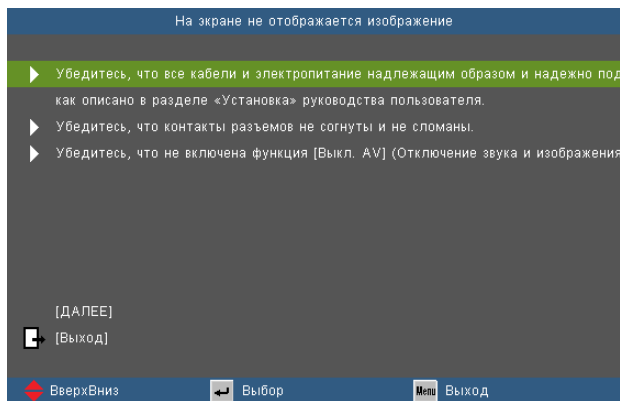 На экране не отображается изображение
Убедитесь, что все кабели и электропитание надлежащим образом и надежно под
как описано в разделе «Установка» руководства пользователя.
Убедитесь, что контакты разъемов не согнуты и не сломаны.
Убедитесь, что не включена функция [Выкл. AV] (Отключение звука и изображения
[ДАЛЕЕ]
[Выход]
ВверхВниз Выбор Menu Выход